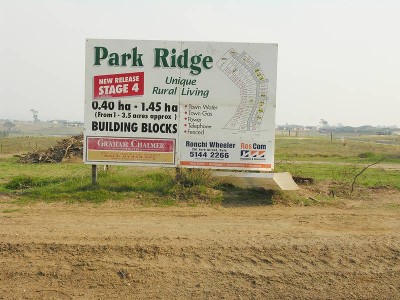 Park Ridge
NEW RELEASE
STAGE 4
Unique
Rural Living
0.40 ha - 1.45 ha
(From 1 - 3.5 acres approx)
BUILDING BLOCKS
• Town Water
• Town Gas
• Power
• Telephone
• Fenced
GRAHAM CHALMER
Ronchi Wheeler
5144 2266
ResCom